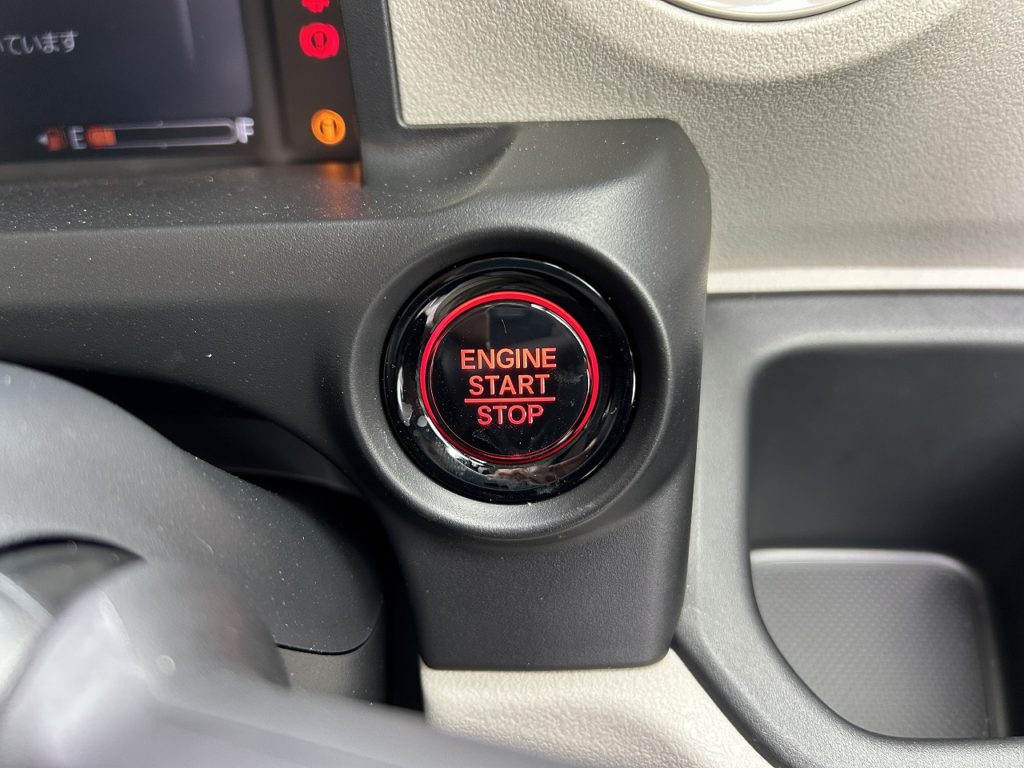 ています
E F
ENGINE
START
STOP